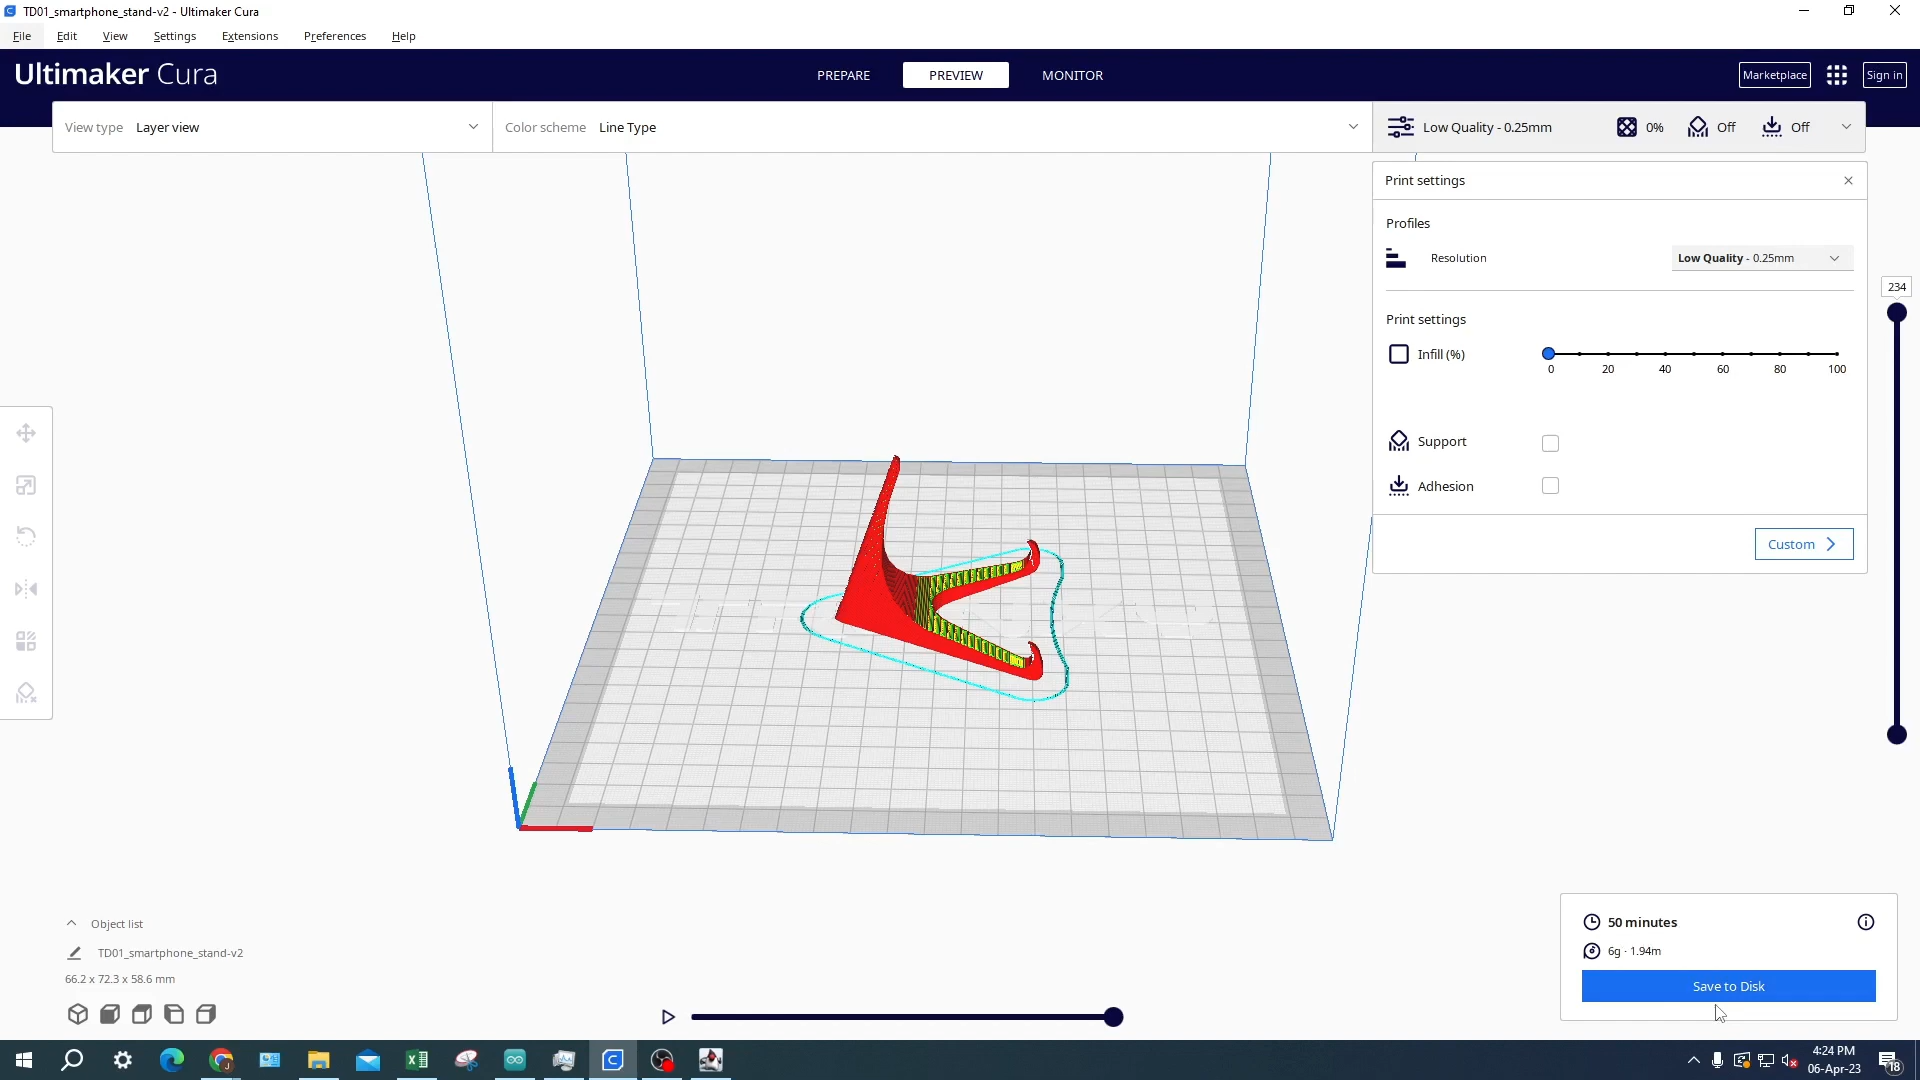 TD01_smartphone_stand-v2 - Ultimaker Cura
File Edit View Settings Extensions Preferences Help
Ultimaker Cura
PREPARE PREVIEW MONITOR
Marketplace Sign in
View type Layer view Color scheme Line Type Low Quality - 0.25mm 0% Off Off
Print settings
Profiles
Resolution Low Quality - 0.25mm
234
Print settings
Infill (%)
0 20 40 60 80 100
Support
Adhesion
Custom
Object list
TD01_smartphone_stand-v2
66.2 x 72.3 x 58.6 mm
50 minutes
6g · 1.94m
Save to Disk
4:24 PM
06-Apr-23
18